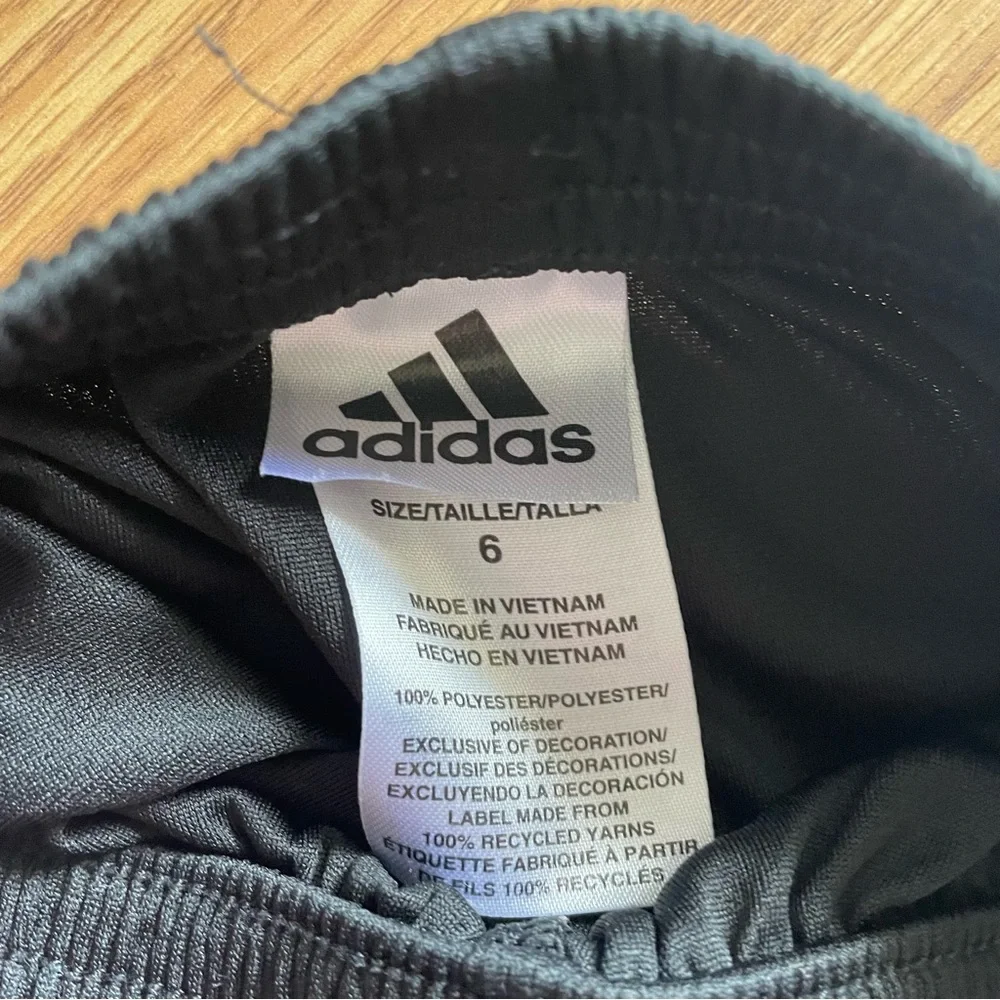 adidas
SIZE/TAILLE/TALLA
6
MADE IN VIETNAM
FABRIQUÉ AU VIETNAM
HECHO EN VIETNAM
100% POLYESTER/POLYESTER/
poliéster
EXCLUSIVE OF DECORATION/
EXCLUSIF DES DÉCORATIONS/
EXCLUYENDO LA DECORACIÓN
LABEL MADE FROM
100% RECYCLED YARNS
ÉTIQUETTE FABRIQUE À PARTIR
DE FILS 100% RECYCLÉS